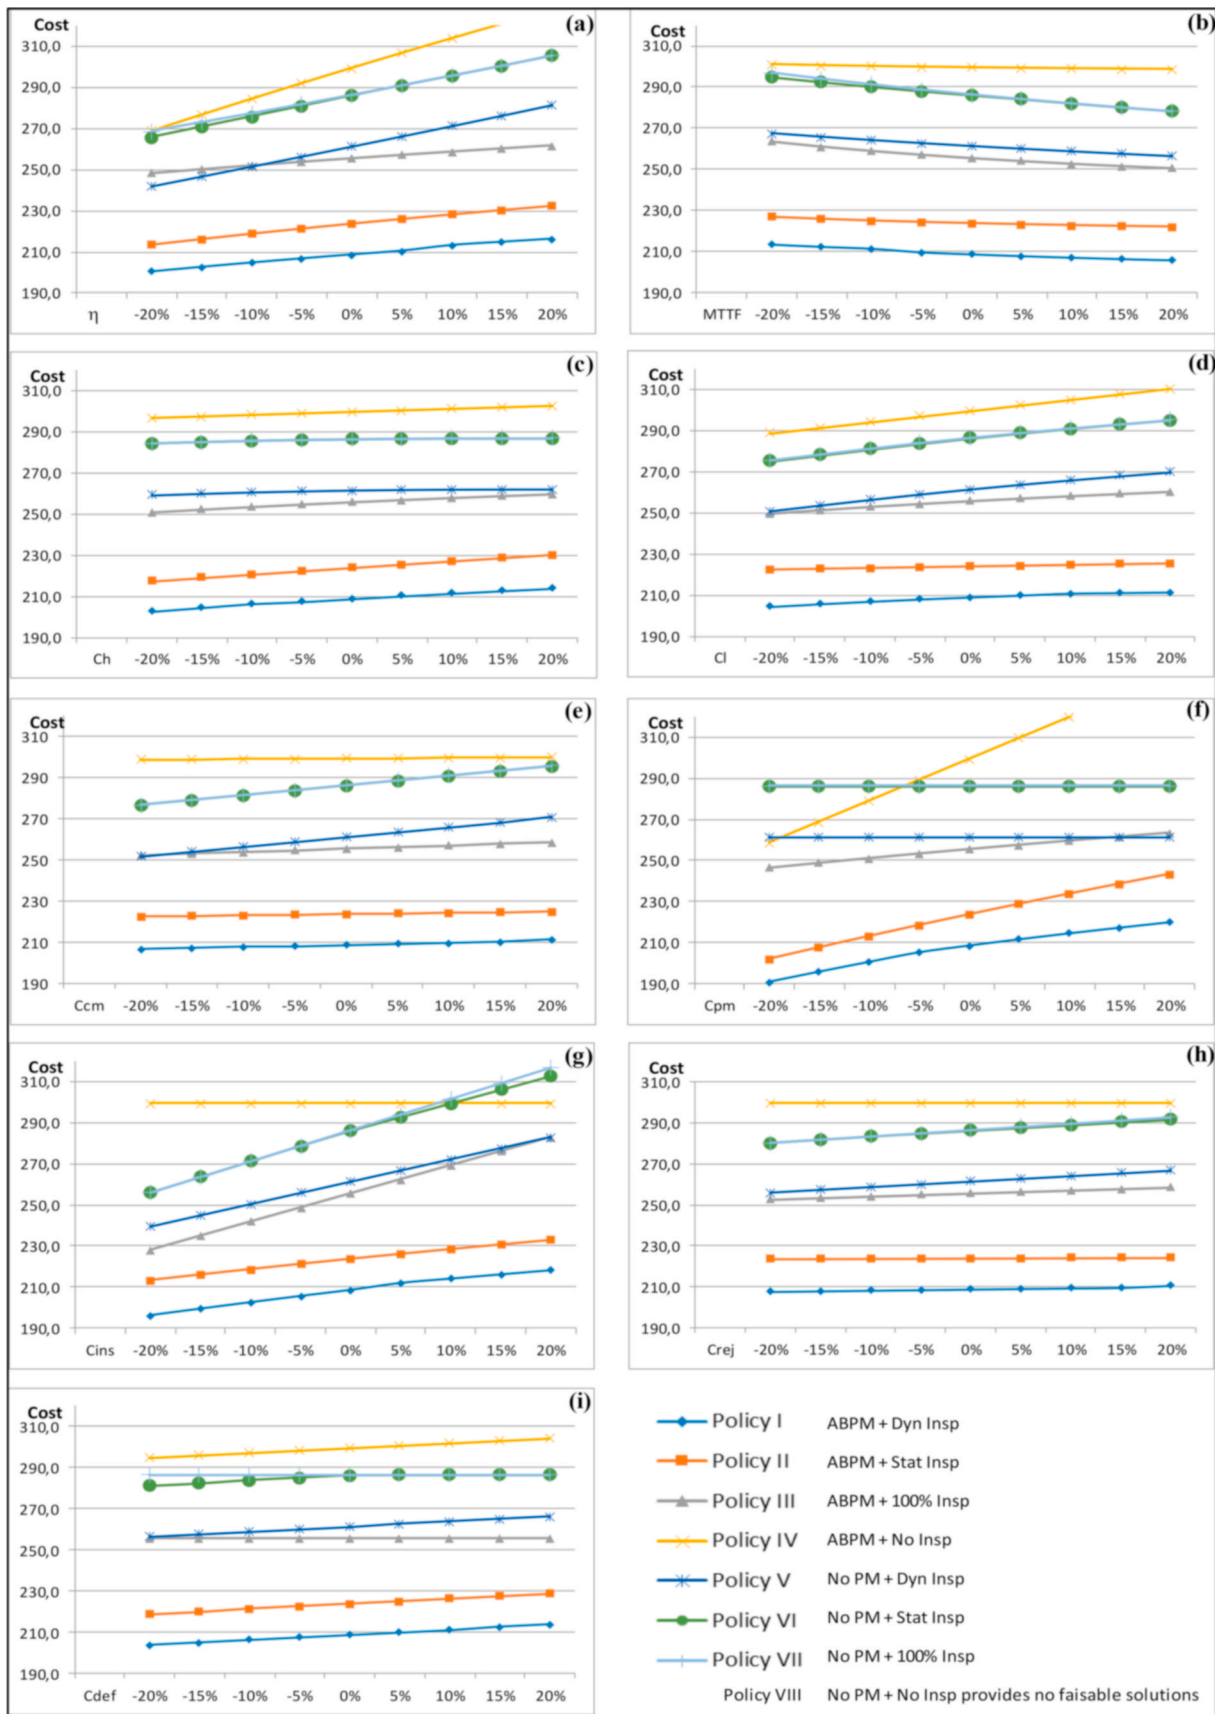 Cost (a)
310,0
290,0
270,0
250,0
230,0
210,0
190,0
η -20% -15% -10% -5% 0% 5% 10% 15% 20%
Cost (b)
310,0
290,0
270,0
250,0
230,0
210,0
190,0
MTTF -20% -15% -10% -5% 0% 5% 10% 15% 20%
Cost (c)
310,0
290,0
270,0
250,0
230,0
210,0
190,0
Ch -20% -15% -10% -5% 0% 5% 10% 15% 20%
Cost (d)
310,0
290,0
270,0
250,0
230,0
210,0
190,0
Cl -20% -15% -10% -5% 0% 5% 10% 15% 20%
Cost (e)
310
290
270
250
230
210
190
Ccm -20% -15% -10% -5% 0% 5% 10% 15% 20%
Cost (f)
310,0
290,0
270,0
250,0
230,0
210,0
190,0
Cpm -20% -15% -10% -5% 0% 5% 10% 15% 20%
Cost (g)
310,0
290,0
270,0
250,0
230,0
210,0
190,0
Cins -20% -15% -10% -5% 0% 5% 10% 15% 20%
Cost (h)
310,0
290,0
270,0
250,0
230,0
210,0
190,0
Crej -20% -15% -10% -5% 0% 5% 10% 15% 20%
Cost (i)
310,0
290,0
270,0
250,0
230,0
210,0
190,0
Cdef -20% -15% -10% -5% 0% 5% 10% 15% 20%
Policy I ABPM + Dyn Insp
Policy II ABPM + Stat Insp
Policy III ABPM + 100% Insp
Policy IV ABPM + No Insp
Policy V No PM + Dyn Insp
Policy VI No PM + Stat Insp
Policy VII No PM + 100% Insp
Policy VIII No PM + No Insp provides no faisable solutions